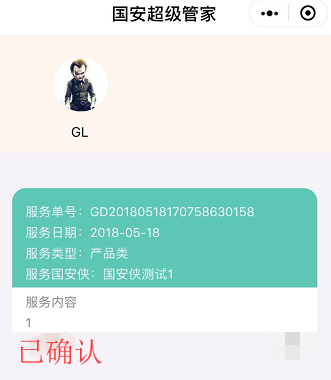 国安超级管家
GL
服务单号：GD20180518170758630158
服务日期：2018-05-18
服务类型：产品类
服务国安侠：国安侠测试1
服务内容
1
已确认